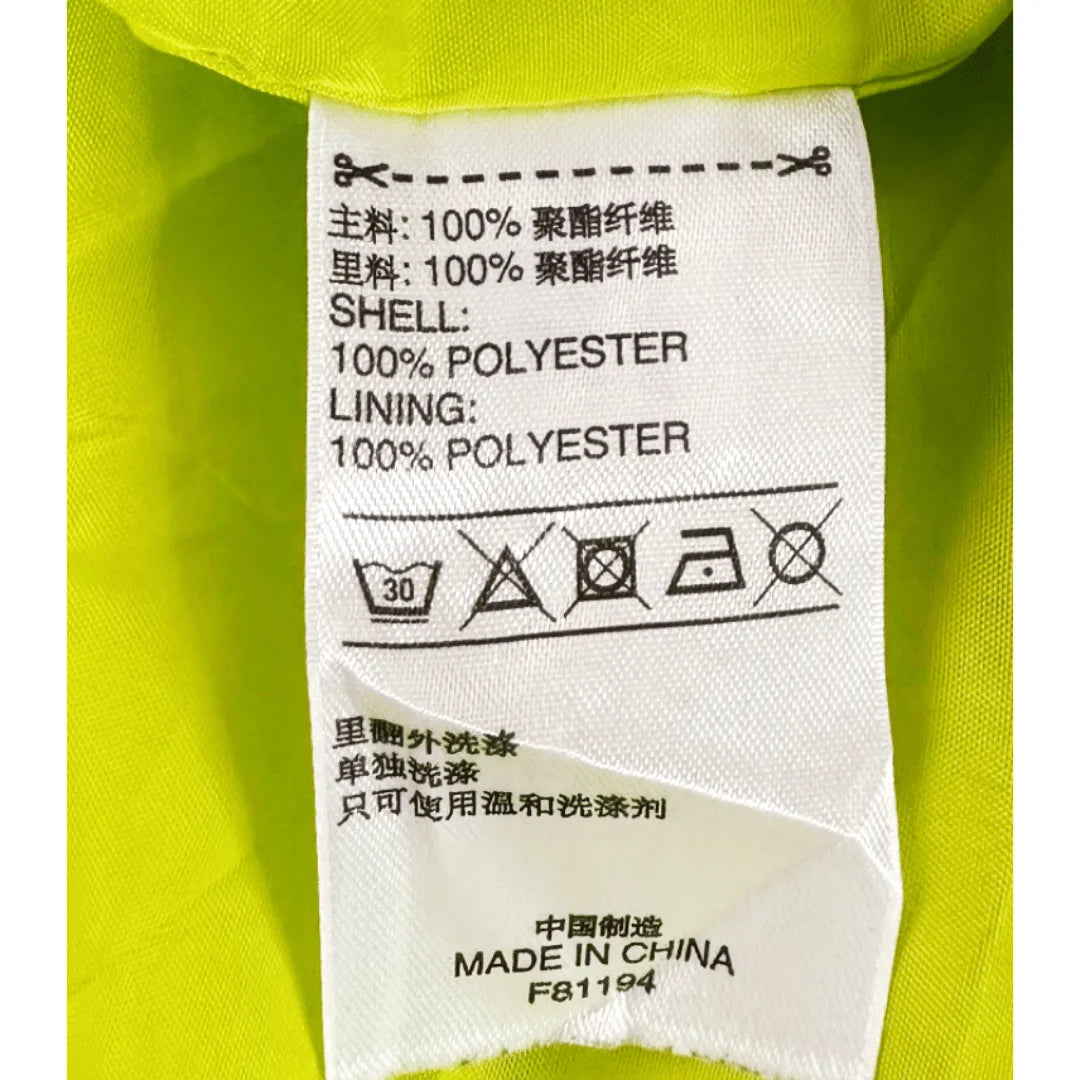 主料: 100% 聚酯纤维
里料: 100% 聚酯纤维
SHELL:
100% POLYESTER
LINING:
100% POLYESTER
30
里翻外洗涤
单独洗涤
只可使用温和洗涤剂
中国制造
MADE IN CHINA
F81194